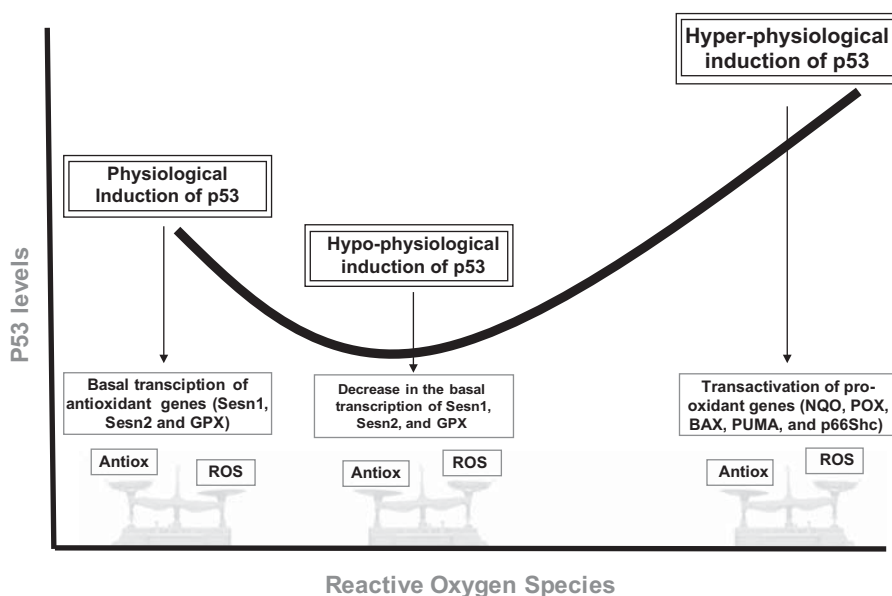 Hyper-physiological
induction of p53
Physiological
Induction of p53
Hypo-physiological
induction of p53
P53 levels
Basal transciption of
antioxidant genes (Sesn1,
Sesn2 and GPX)
Decrease in the basal
transcription of Sesn1,
Sesn2, and GPX
Transactivation of pro-
oxidant genes (NQO, POX,
BAX, PUMA, and p66Shc)
Antiox
ROS
Antiox
ROS
Antiox
ROS
Reactive Oxygen Species